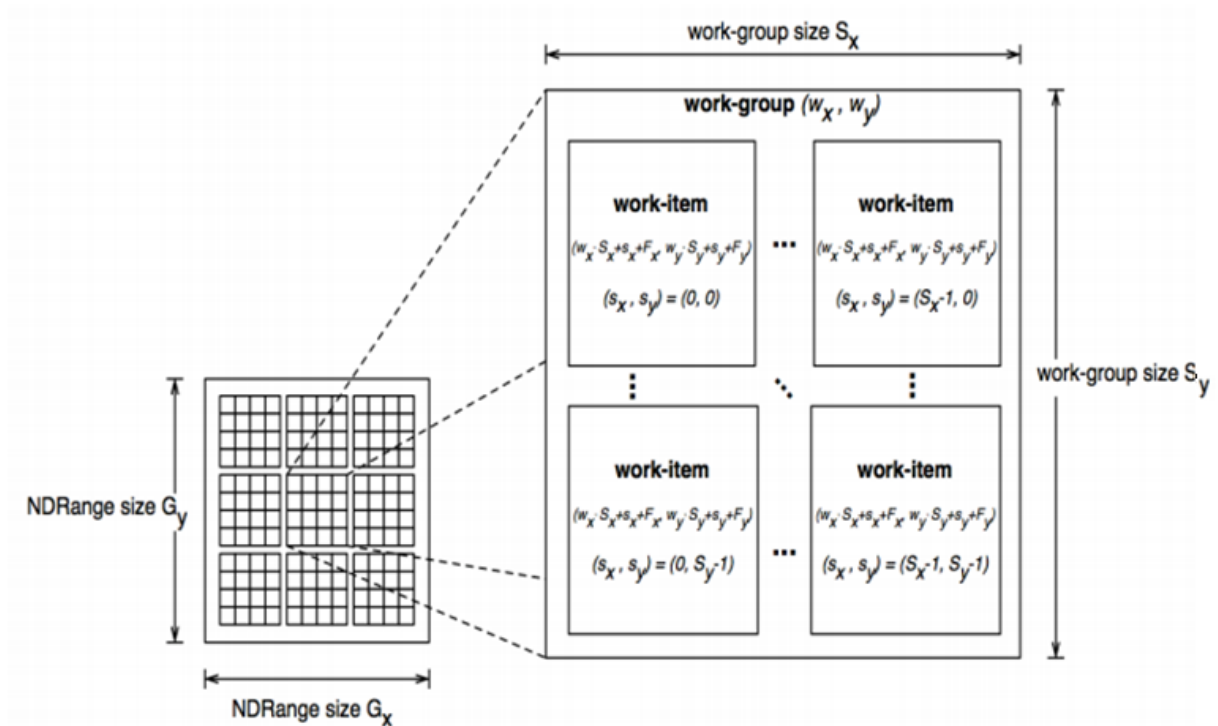 work-group size Sx
work-group (wx , wy)
work-item
(wx·Sx+sx+Fx, wy·Sy+sy+Fy)
(sx , sy) = (0, 0)
...
work-item
(wx·Sx+sx+Fx, wy·Sy+sy+Fy)
(sx , sy) = (Sx-1, 0)
work-group size Sy
work-item
(wx·Sx+sx+Fx, wy·Sy+sy+Fy)
(sx , sy) = (0, Sy-1)
...
work-item
(wx·Sx+sx+Fx, wy·Sy+sy+Fy)
(sx , sy) = (Sx-1, Sy-1)
NDRange size Gy
NDRange size Gx